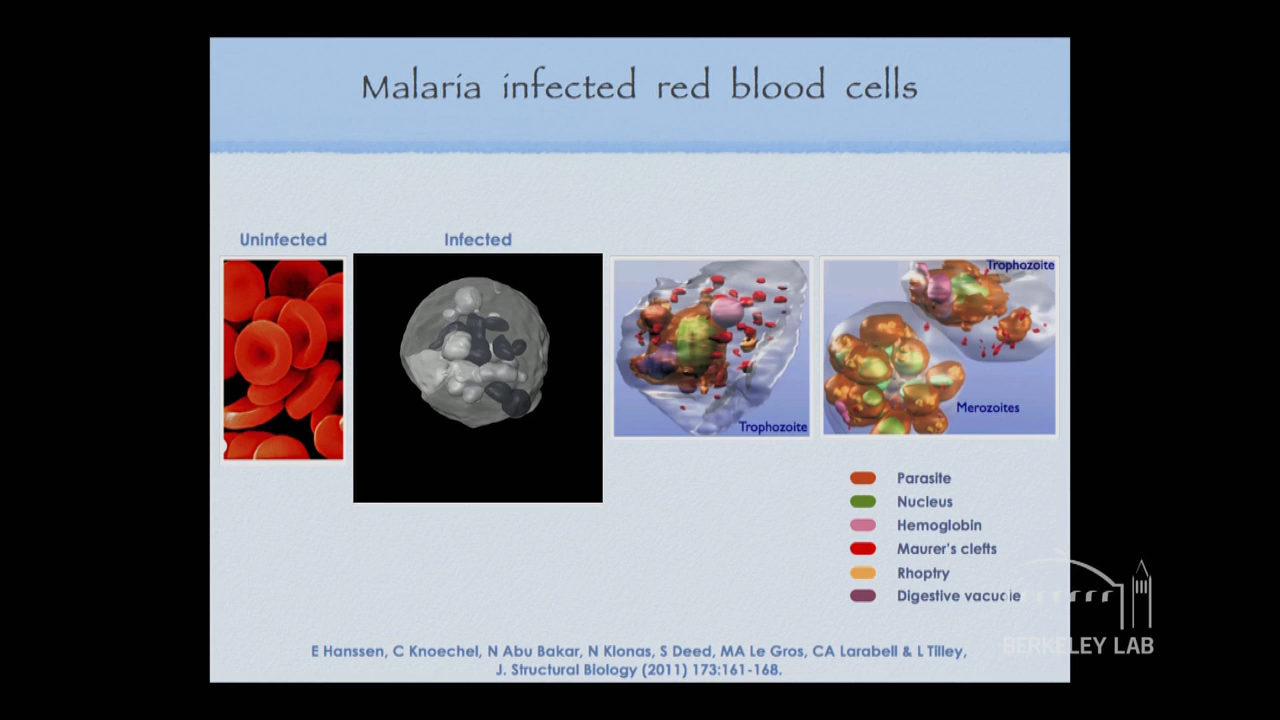 Malaria infected red blood cells
Uninfected
Infected
Trophozoite
Trophozoite
Merozoites
Parasite
Nucleus
Hemoglobin
Maurer's clefts
Rhoptry
Digestive vacuole
BERKELEY LAB
E Hanssen, C Knoechel, N Abu Bakar, N Klonas, S Deed, MA Le Gros, CA Larabell & L Tilley,
J. Structural Biology (2011) 173:161-168.